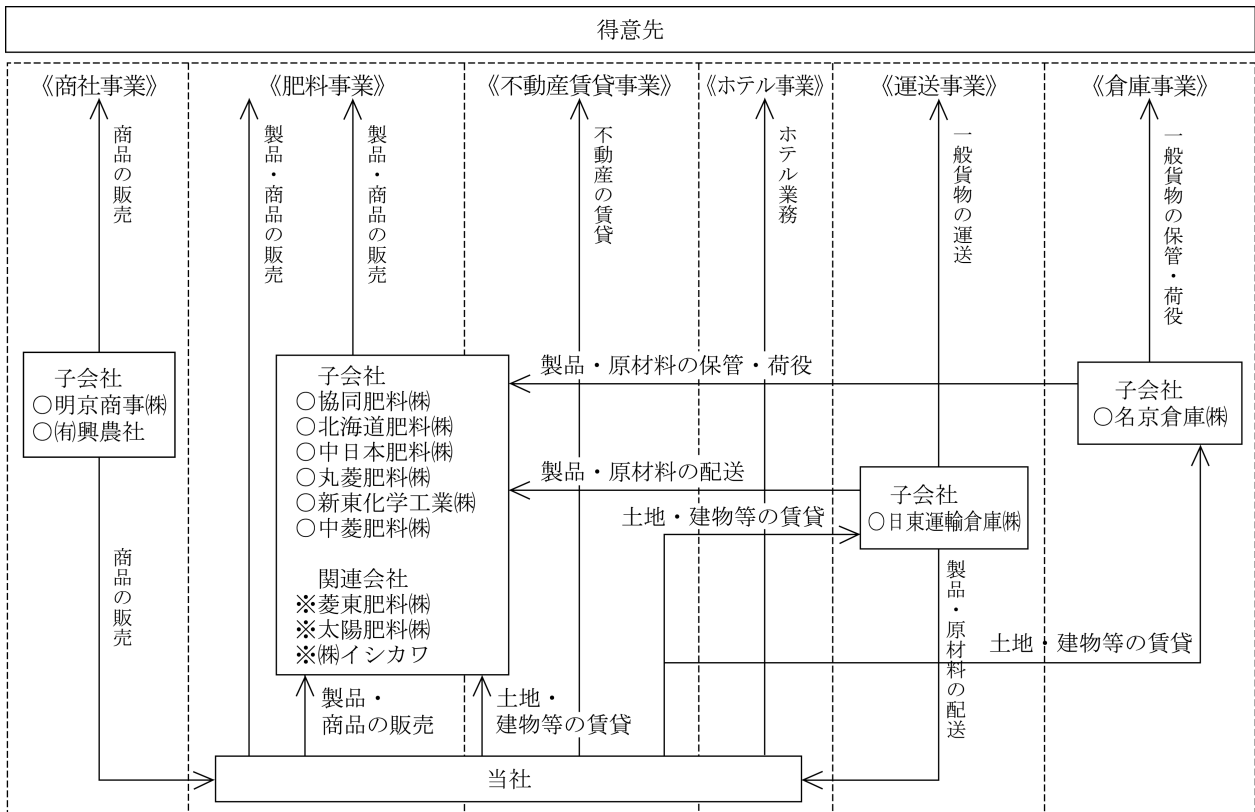 得意先
《商社事業》
《肥料事業》
《不動産賃貸事業》
《ホテル事業》
《運送事業》
《倉庫事業》
商品の販売
製品・商品の販売
製品・商品の販売
不動産の賃貸
ホテル業務
一般貨物の運送
一般貨物の保管・荷役
子会社
○明京商事㈱
○㈲興農社
子会社
○協同肥料㈱
○北海道肥料㈱
○中日本肥料㈱
○丸菱肥料㈱
○新東化学工業㈱
○中菱肥料㈱
関連会社
※菱東肥料㈱
※太陽肥料㈱
※㈱イシカワ
製品・原材料の保管・荷役
子会社
○名京倉庫㈱
製品・原材料の配送
子会社
○日東運輸倉庫㈱
土地・建物等の賃貸
商品の販売
製品・原材料の配送
土地・建物等の賃貸
製品・
商品の販売
土地・
建物等の賃貸
当社